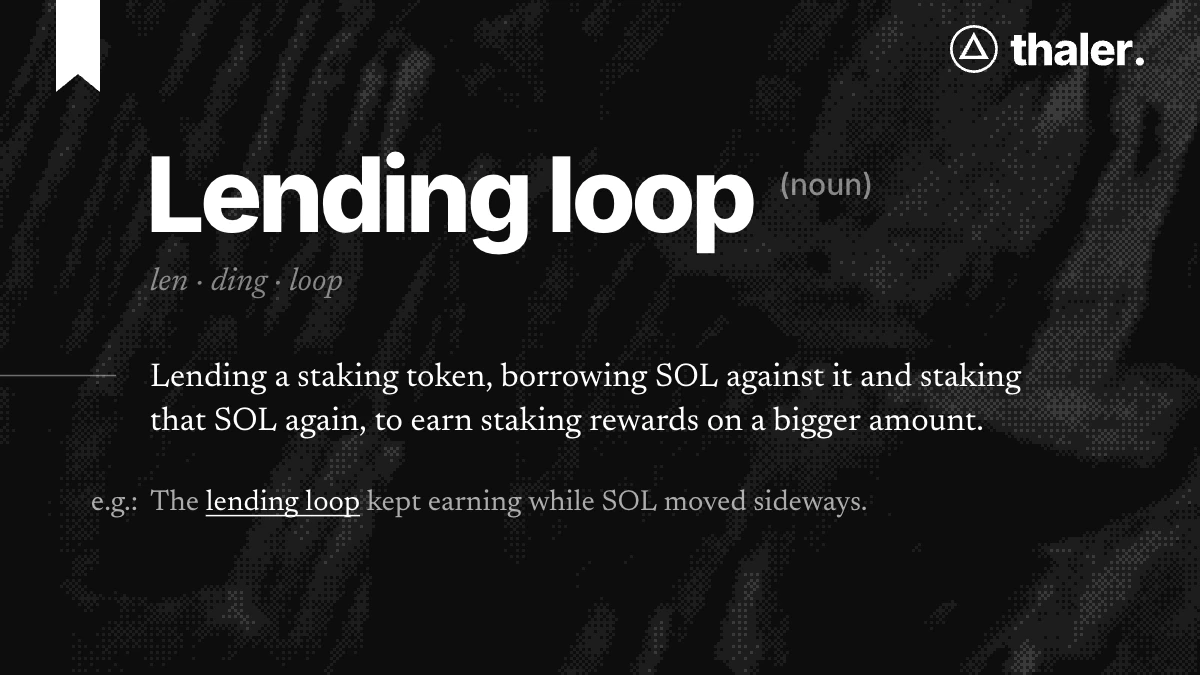 thaler.
Lending loop (noun)
len · ding · loop
Lending a staking token, borrowing SOL against it and staking
that SOL again, to earn staking rewards on a bigger amount.
e.g.: The lending loop kept earning while SOL moved sideways.